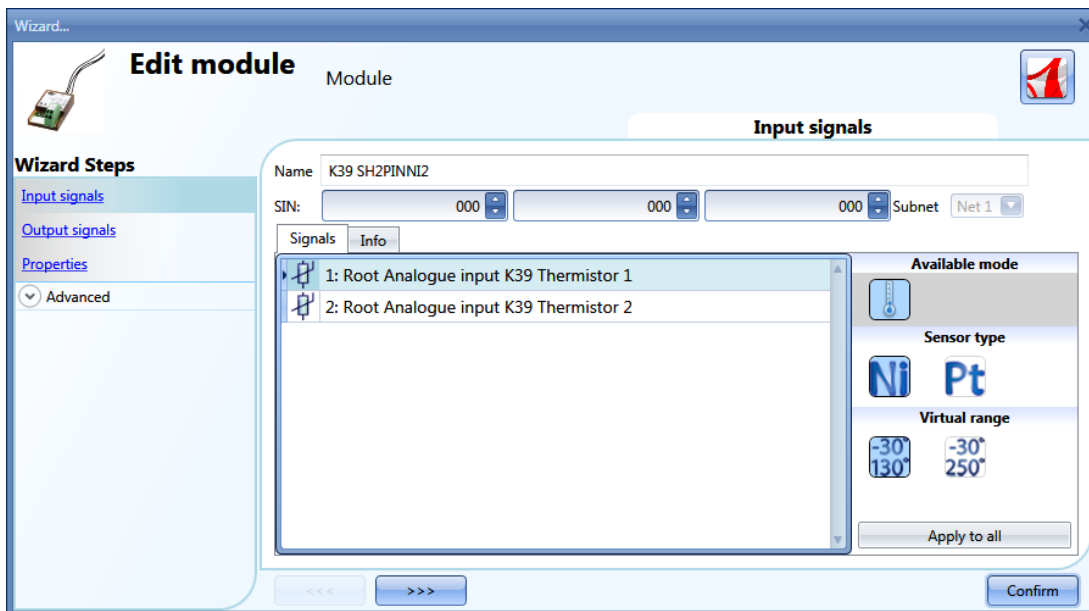 Wizard...
Edit module
Module
Input signals
Wizard Steps
Input signals
Output signals
Properties
Advanced
Name K39 SH2PINNI2
SIN: 000 000 000 Subnet Net 1
Signals Info
1: Root Analogue input K39 Thermistor 1
2: Root Analogue input K39 Thermistor 2
Available mode
Sensor type
Ni Pt
Virtual range
-30° -30°
130° 250°
Apply to all
<<< >>> Confirm